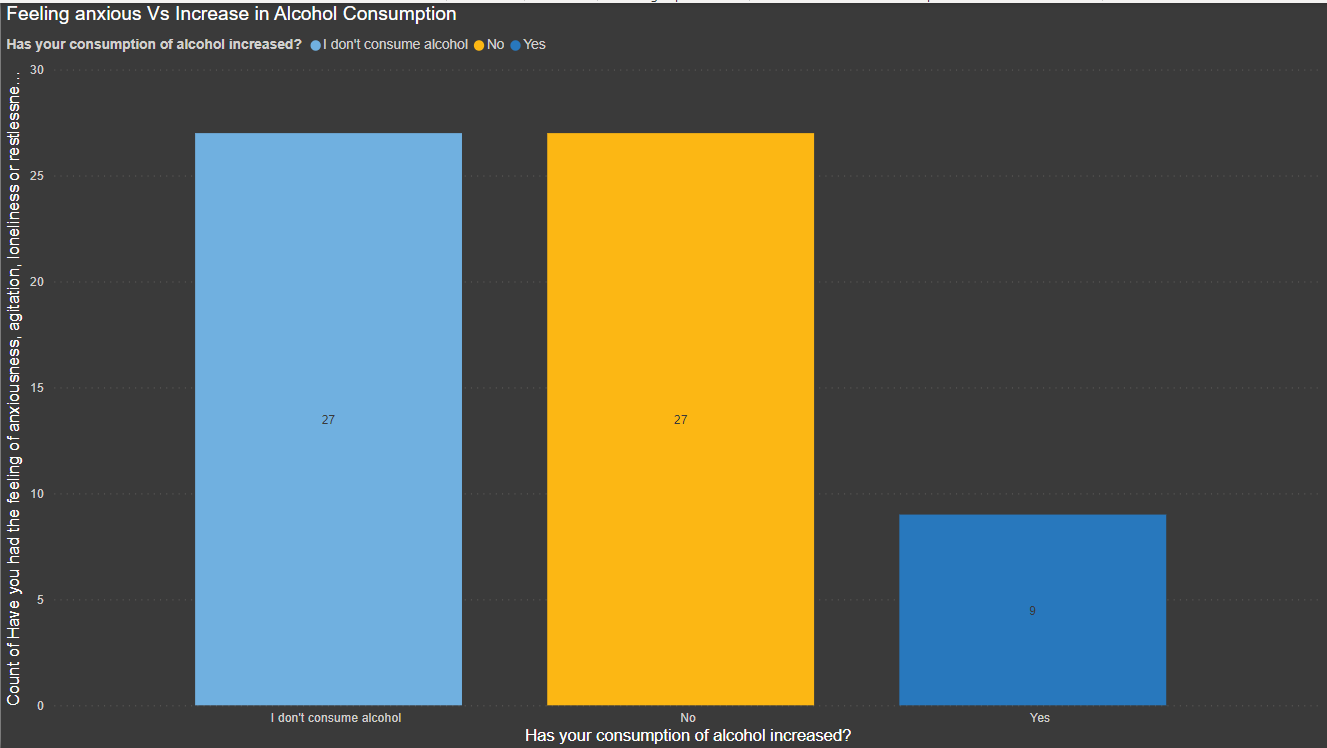 Feeling anxious Vs Increase in Alcohol Consumption
Has your consumption of alcohol increased? I don't consume alcohol No Yes
Count of Have you had the feeling of anxiousness, agitation, loneliness or restlessne...
30
25
20
15
10
5
0
27
27
9
I don't consume alcohol No Yes
Has your consumption of alcohol increased?